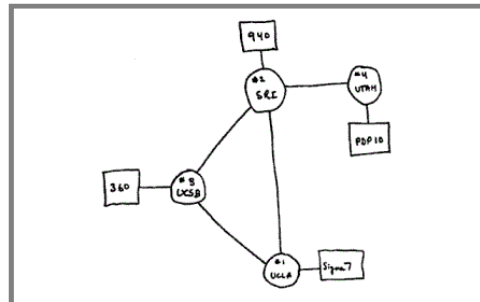 940
#2
SRI
#4
UTAH
PDP 10
360
#3
UCSB
#1
UCLA
Sigma 7